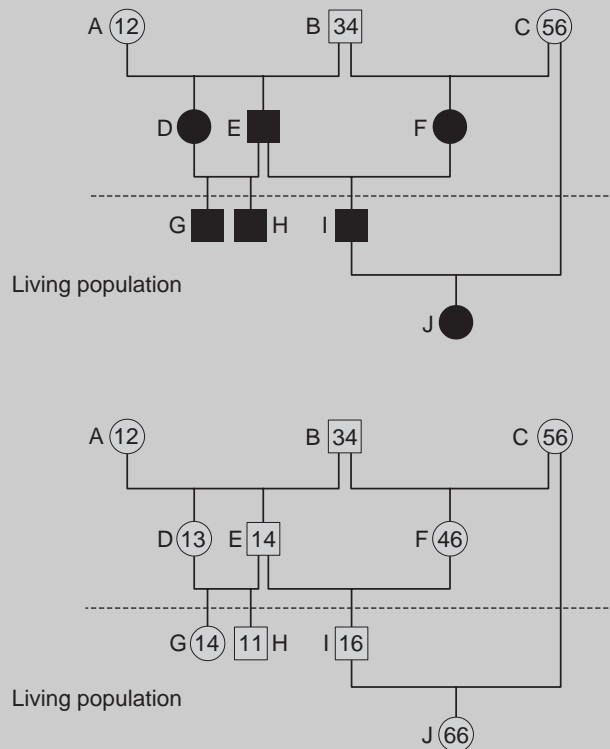 A 12 B 34 C 56
D E F
G H I
Living population
J
A 12 B 34 C 56
D 13 E 14 F 46
G 14 11 H I 16
Living population
J 66